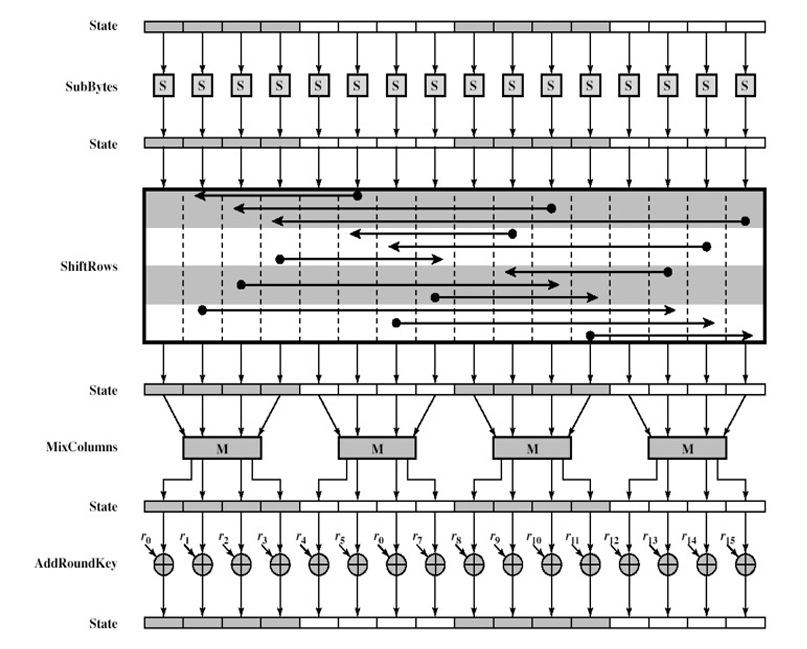 State
SubBytes S S S S S S S S S S S S S S S S
State
ShiftRows
State
MixColumns M M M M
State
r0 r1 r2 r3 r4 r5 r0 r7 r8 r9 r10 r11 r12 r13 r14 r15
AddRoundKey
State